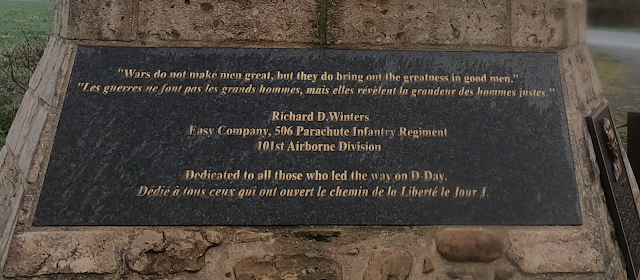 "Wars do not make men great, but they do bring out the greatness in good men."
"Les guerres ne font pas les grands hommes, mais elles révèlent la grandeur des hommes justes."
Richard D.Winters
Easy Company, 506 Parachute Infantry Regiment
101st Airborne Division
Dedicated to all those who led the way on D-Day.
Dédié à tous ceux qui ont ouvert le chemin de la Liberté le Jour J.